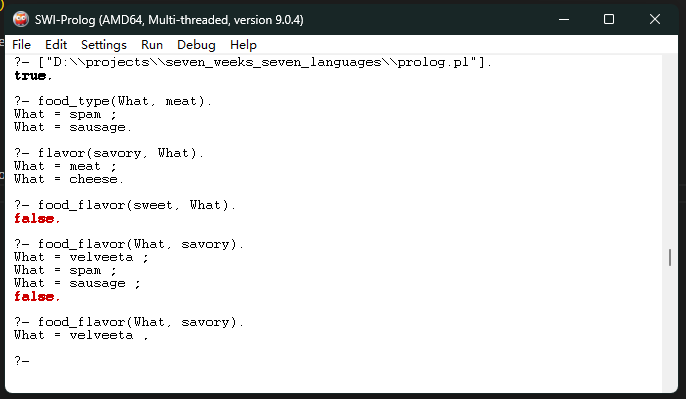 SWI-Prolog (AMD64, Multi-threaded, version 9.0.4)
File Edit Settings Run Debug Help
?- ["D:\\projects\\seven_weeks_seven_languages\\prolog.pl"].
true.
?- food_type(What, meat).
What = spam ;
What = sausage.
?- flavor(savory, What).
What = meat ;
What = cheese.
?- food_flavor(sweet, What).
false.
?- food_flavor(What, savory).
What = velveeta ;
What = spam ;
What = sausage ;
false.
?- food_flavor(What, savory).
What = velveeta .
?-